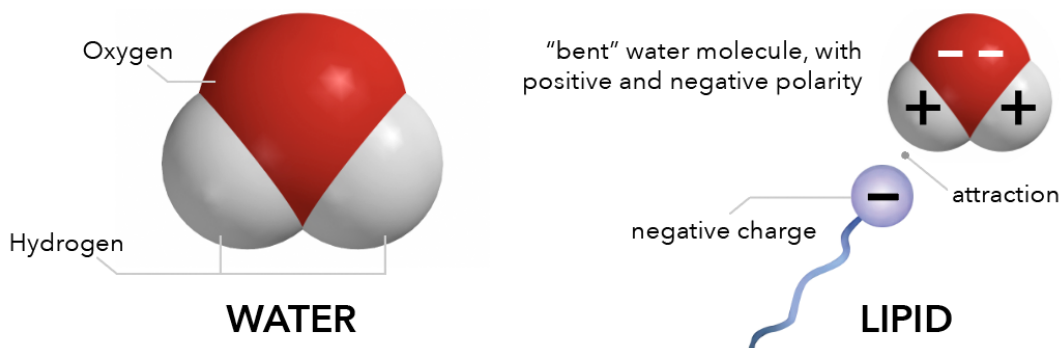 Oxygen
Hydrogen
WATER
“bent” water molecule, with
positive and negative polarity
− −
+ +
attraction
−
negative charge
LIPID